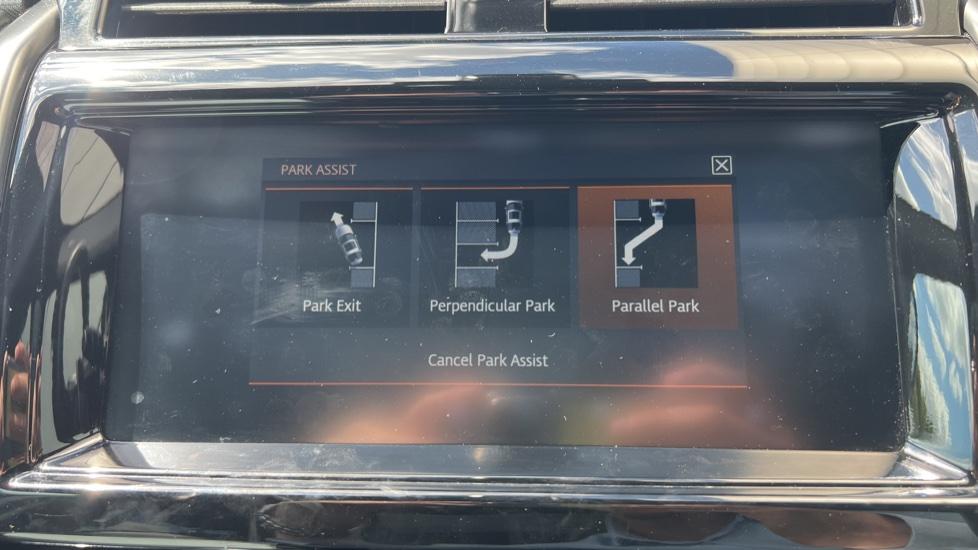 PARK ASSIST
Park Exit
Perpendicular Park
Parallel Park
Cancel Park Assist